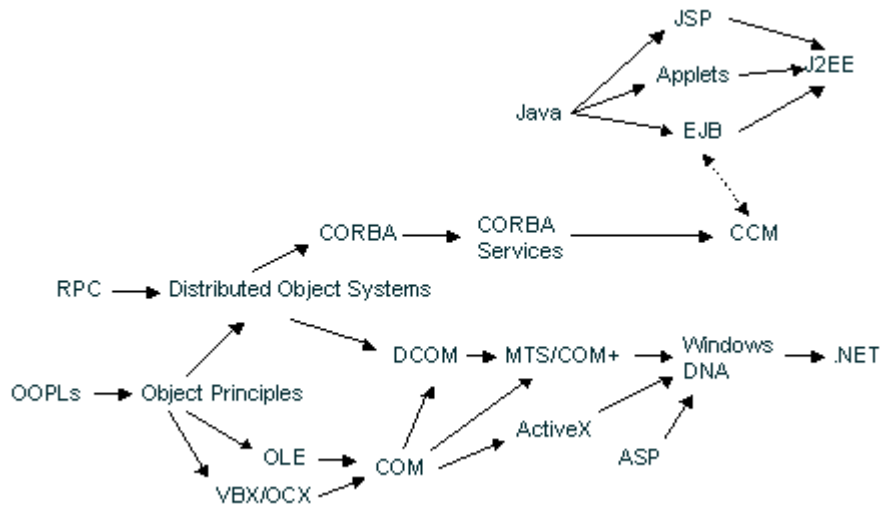 JSP
J2EE
Applets
Java
EJB
CORBA
CORBA
Services
CCM
RPC
Distributed Object Systems
DCOM
MTS/COM+
Windows
DNA
.NET
OOPLs
Object Principles
ActiveX
OLE
COM
ASP
VBX/OCX